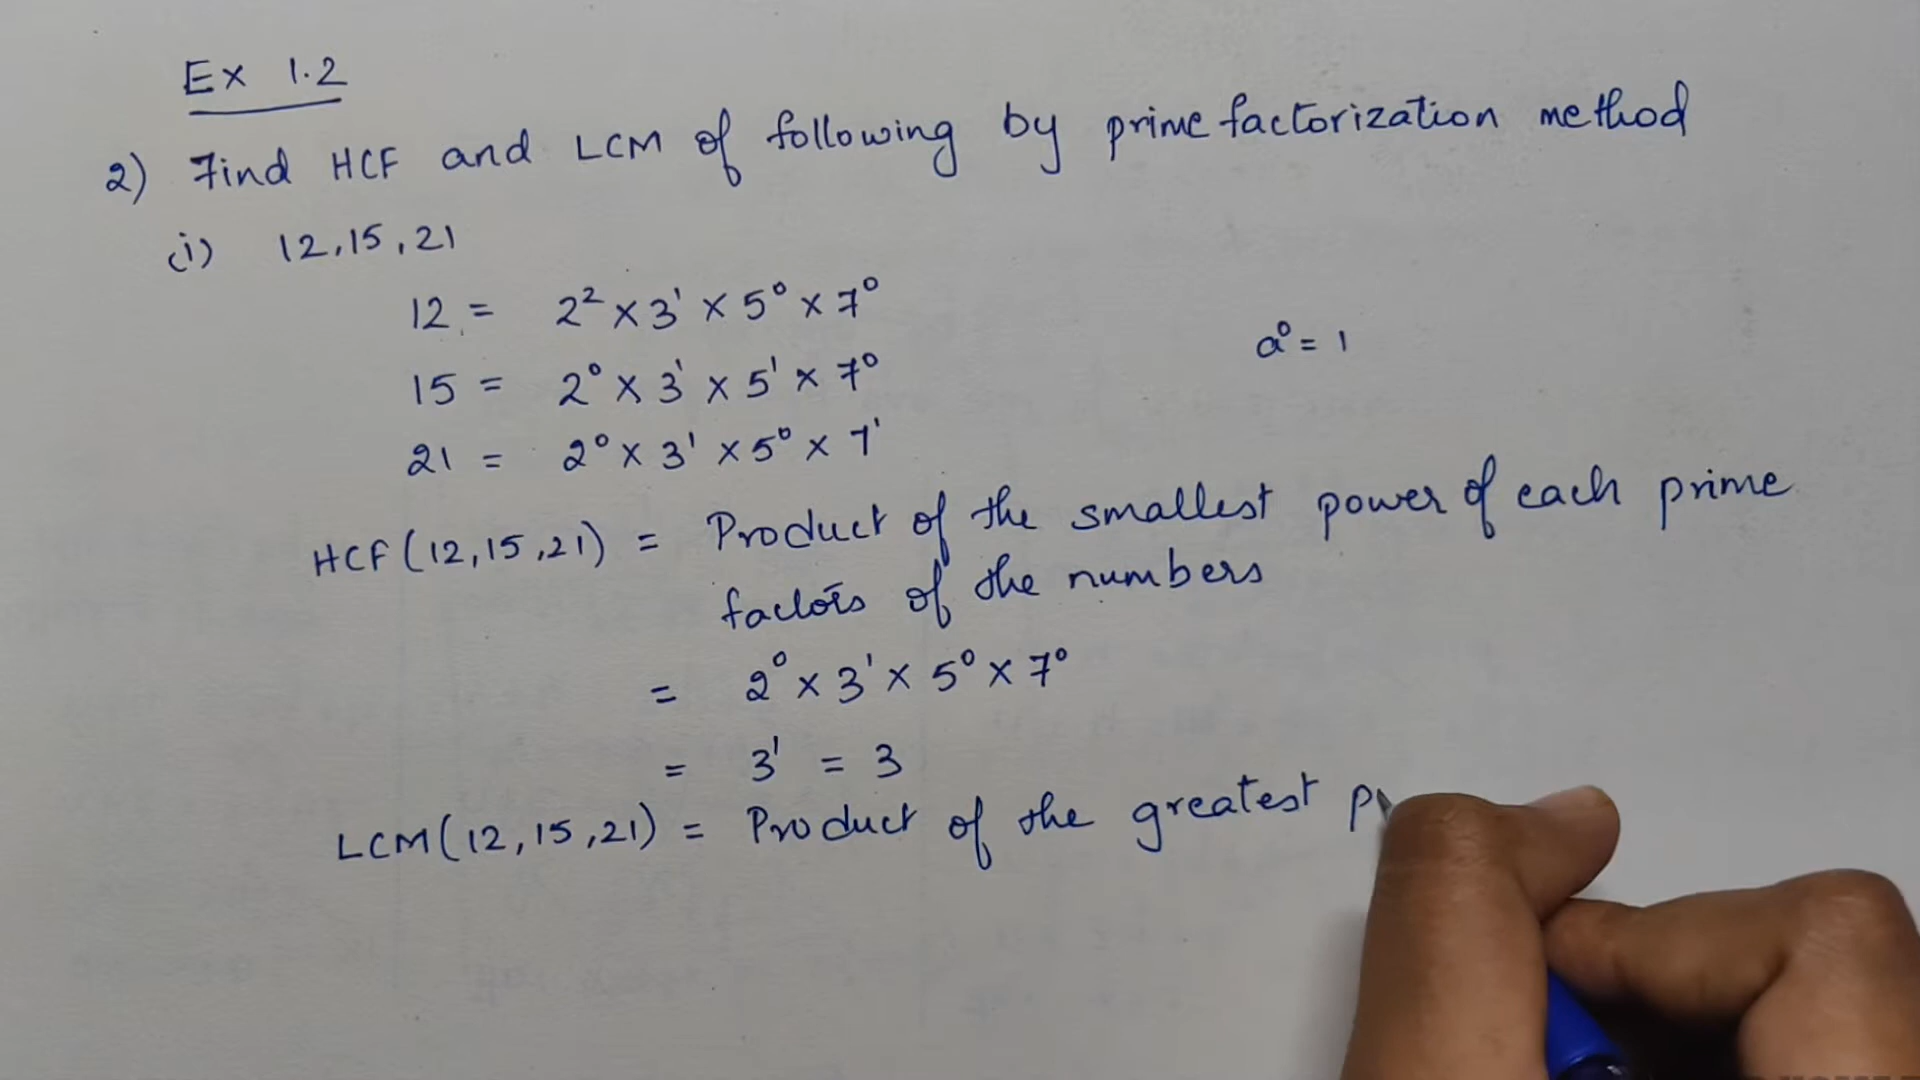 Ex 1.2
2) Find HCF and LCM of following by prime factorization method
(i) 12,15,21
12 = 2² × 3¹ × 5⁰ × 7⁰
a⁰ = 1
15 = 2⁰ × 3¹ × 5¹ × 7⁰
21 = 2⁰ × 3¹ × 5⁰ × 7¹
HCF(12,15,21) = Product of the smallest power of each prime
factors of the numbers
= 2⁰ × 3¹ × 5⁰ × 7⁰
= 3¹ = 3
LCM(12,15,21) = Product of the greatest p